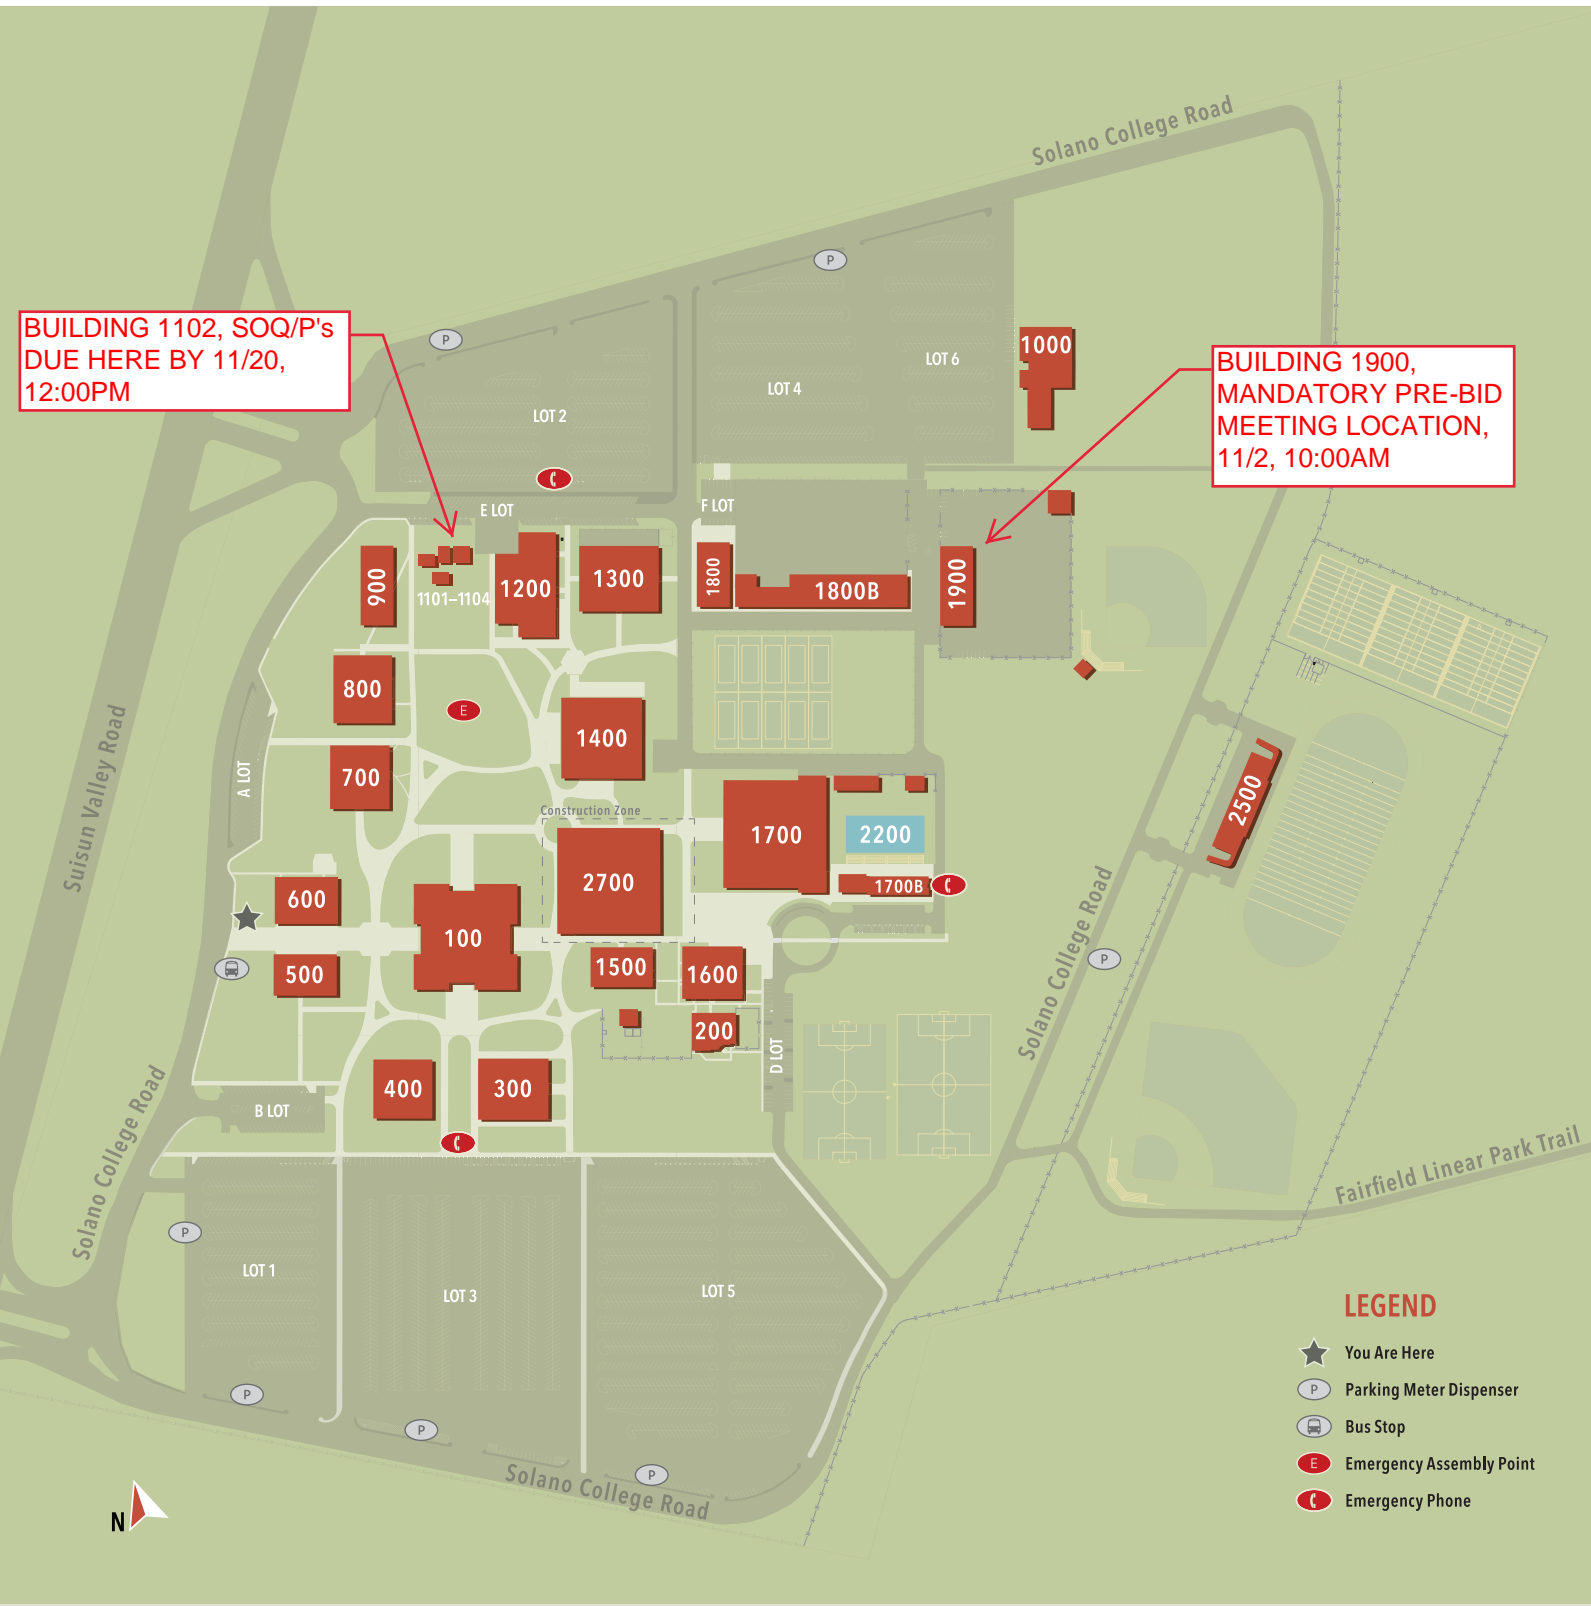 Solano College Road
P
BUILDING 1102, SOQ/P's
DUE HERE BY 11/20,
12:00PM
P
1000
BUILDING 1900,
MANDATORY PRE-BID
MEETING LOCATION,
11/2, 10:00AM
LOT 6
LOT 4
LOT 2
E LOT
F LOT
900
1101–1104
1200
1300
1800
1800B
1900
800
E
1400
700
A LOT
Suisun Valley Road
Construction Zone
2500
1700
2200
2700
1700B
600
100
500
1500
1600
P
Solano College Road
200
D LOT
400
300
B LOT
Solano College Road
Fairfield Linear Park Trail
P
LOT 1
LOT 3
LOT 5
P
P
P
Solano College Road
N
LEGEND
You Are Here
P Parking Meter Dispenser
Bus Stop
E Emergency Assembly Point
Emergency Phone